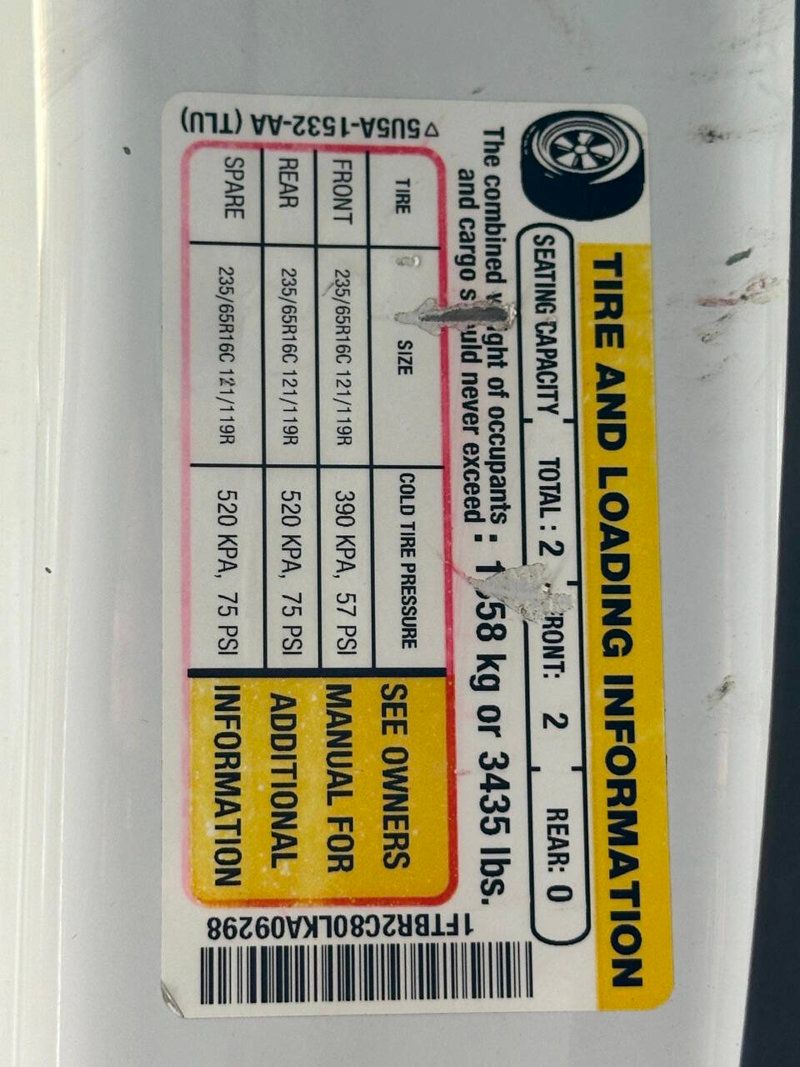 TIRE AND LOADING INFORMATION
SEATING CAPACITY TOTAL : 2 FRONT: 2 REAR: 0
The combined weight of occupants
and cargo should never exceed : kg or 3435 lbs.
TIRE SIZE COLD TIRE PRESSURE
FRONT 235/65R16C 121/119R 390 KPA, 57 PSI
REAR 235/65R16C 121/119R 520 KPA, 75 PSI
SPARE 235/65R16C 121/119R 520 KPA, 75 PSI
SEE OWNERS
MANUAL FOR
ADDITIONAL
INFORMATION
▽5U5A-1532-AA (TLU)
1FTBR2C80LKA09298